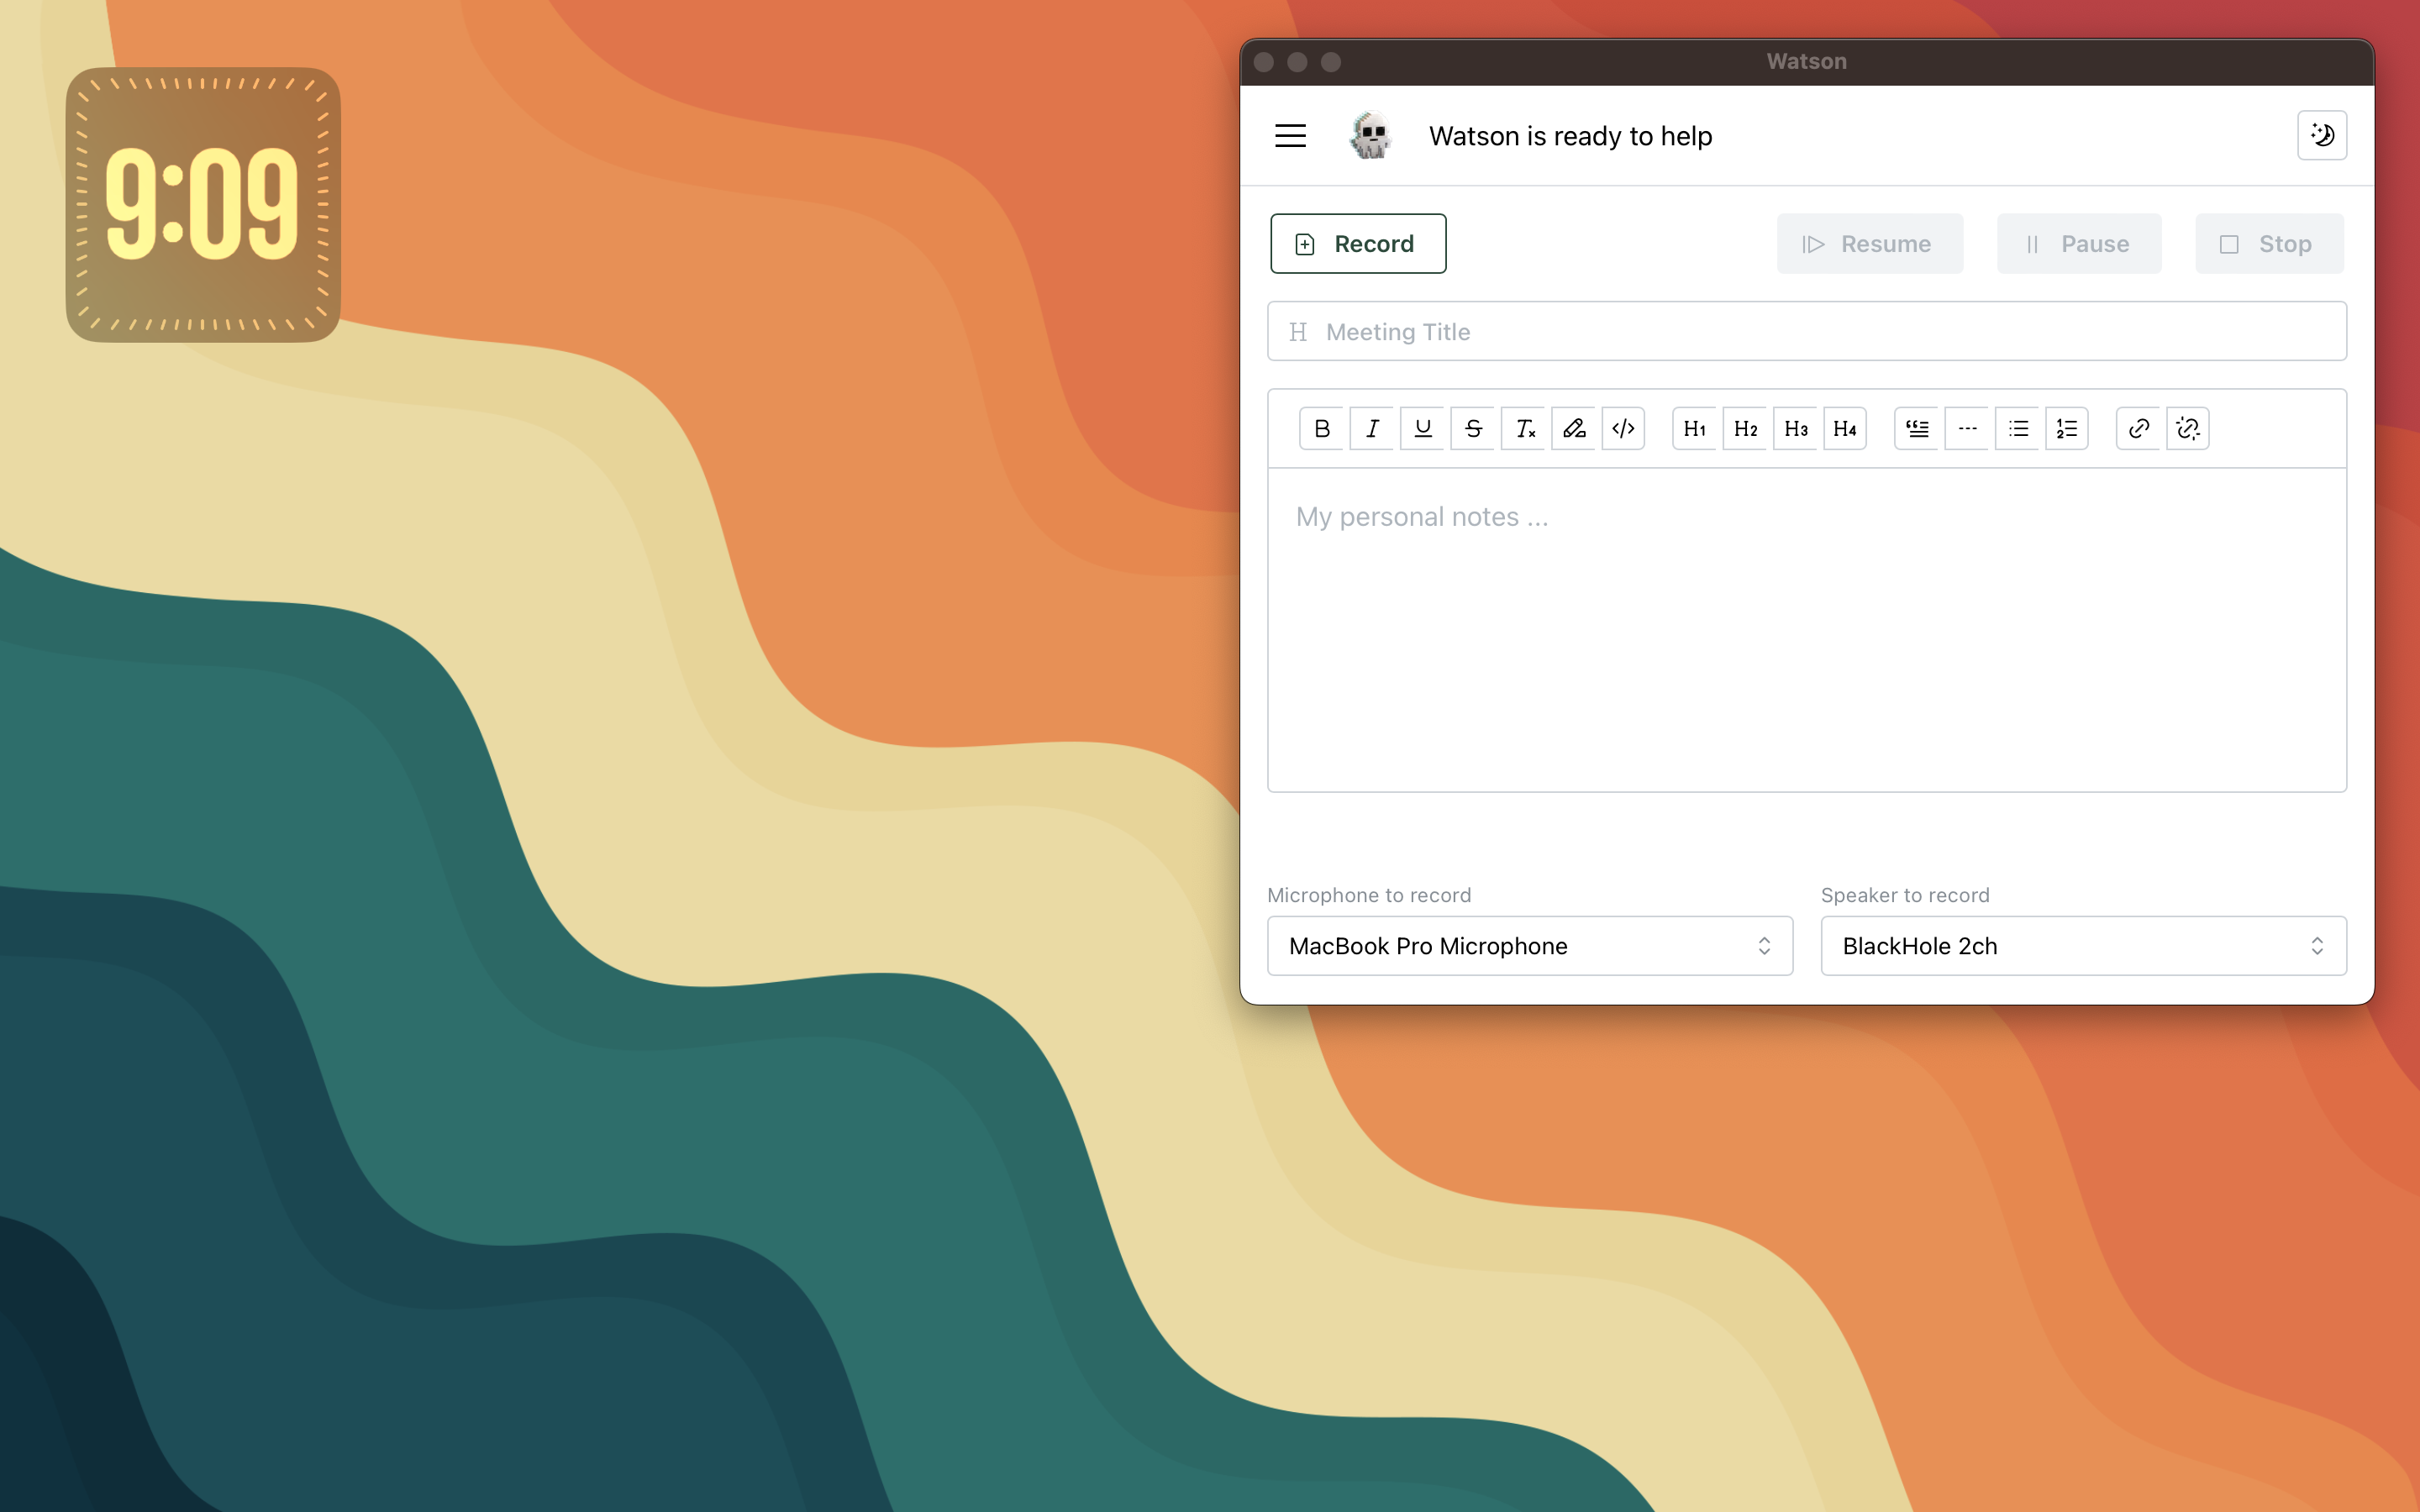 9:09
Watson
Watson is ready to help
Record
Resume
Pause
Stop
H Meeting Title
B I U S Tx </> H1 H2 H3 H4
My personal notes ...
Microphone to record
MacBook Pro Microphone
Speaker to record
BlackHole 2ch